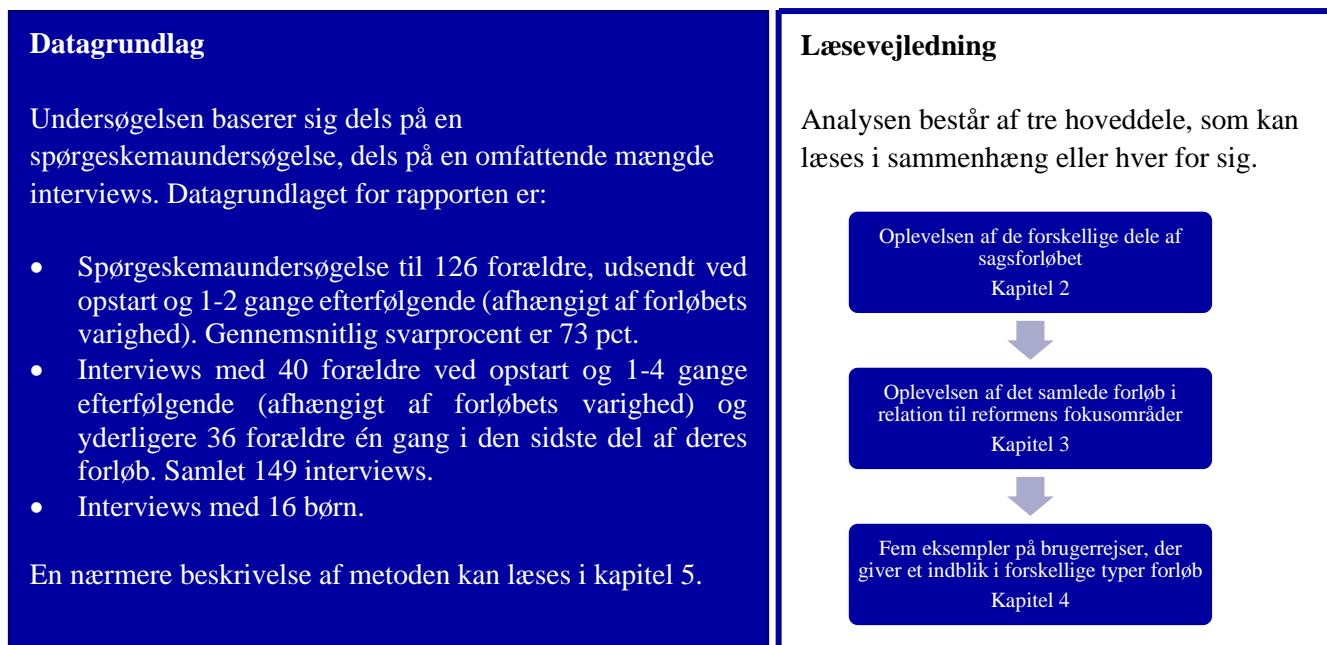 Datagrundlag
Undersøgelsen baserer sig dels på en
spørgeskemaundersøgelse, dels på en omfattende mængde
interviews. Datagrundlaget for rapporten er:
• Spørgeskemaundersøgelse til 126 forældre, udsendt ved
opstart og 1-2 gange efterfølgende (afhængigt af forløbets
varighed). Gennemsnitlig svarprocent er 73 pct.
• Interviews med 40 forældre ved opstart og 1-4 gange
efterfølgende (afhængigt af forløbets varighed) og
yderligere 36 forældre én gang i den sidste del af deres
forløb. Samlet 149 interviews.
• Interviews med 16 børn.
En nærmere beskrivelse af metoden kan læses i kapitel 5.
Læsevejledning
Analysen består af tre hoveddele, som kan
læses i sammenhæng eller hver for sig.
Oplevelsen af de forskellige dele af
sagsforløbet
Kapitel 2
Oplevelsen af det samlede forløb i
relation til reformens fokusområder
Kapitel 3
Fem eksempler på brugerrejser, der
giver et indblik i forskellige typer forløb
Kapitel 4